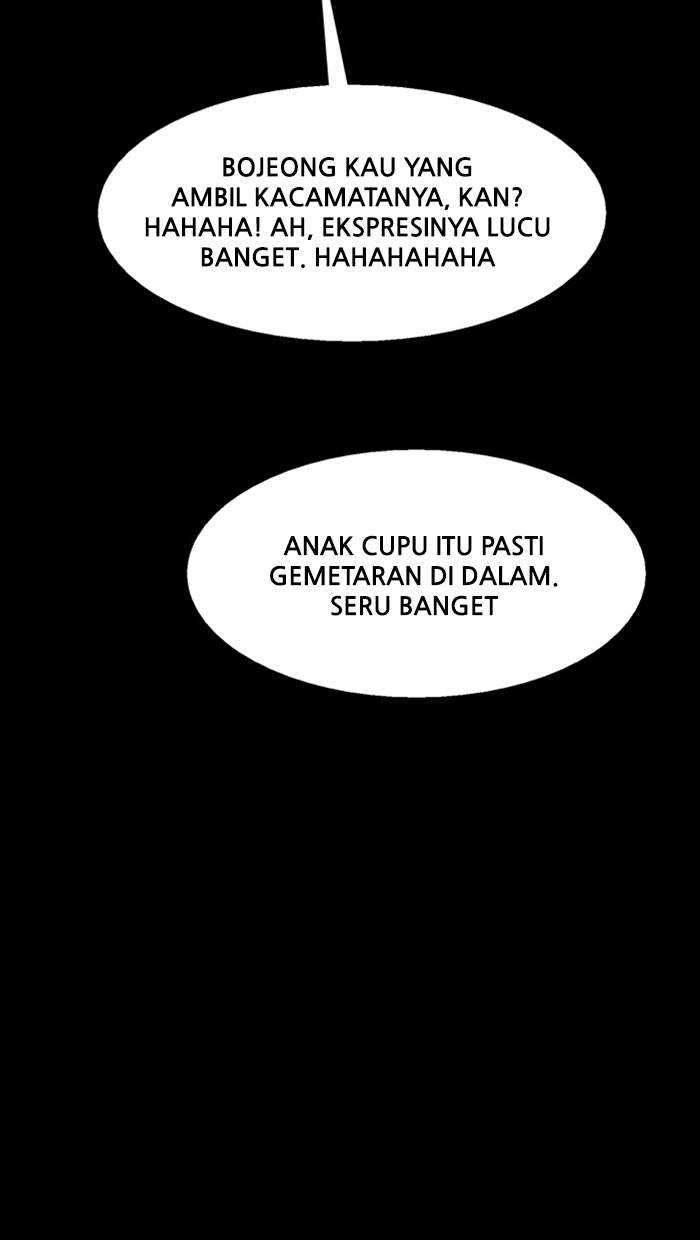 BOJEONG KAU YANG
AMBIL KACAMATANYA, KAN?
HAHAHA! AH, EKSPRESINYA LUCU
BANGET. HAHAHAHAHA
ANAK CUPU ITU PASTI
GEMETARAN DI DALAM.
SERU BANGET